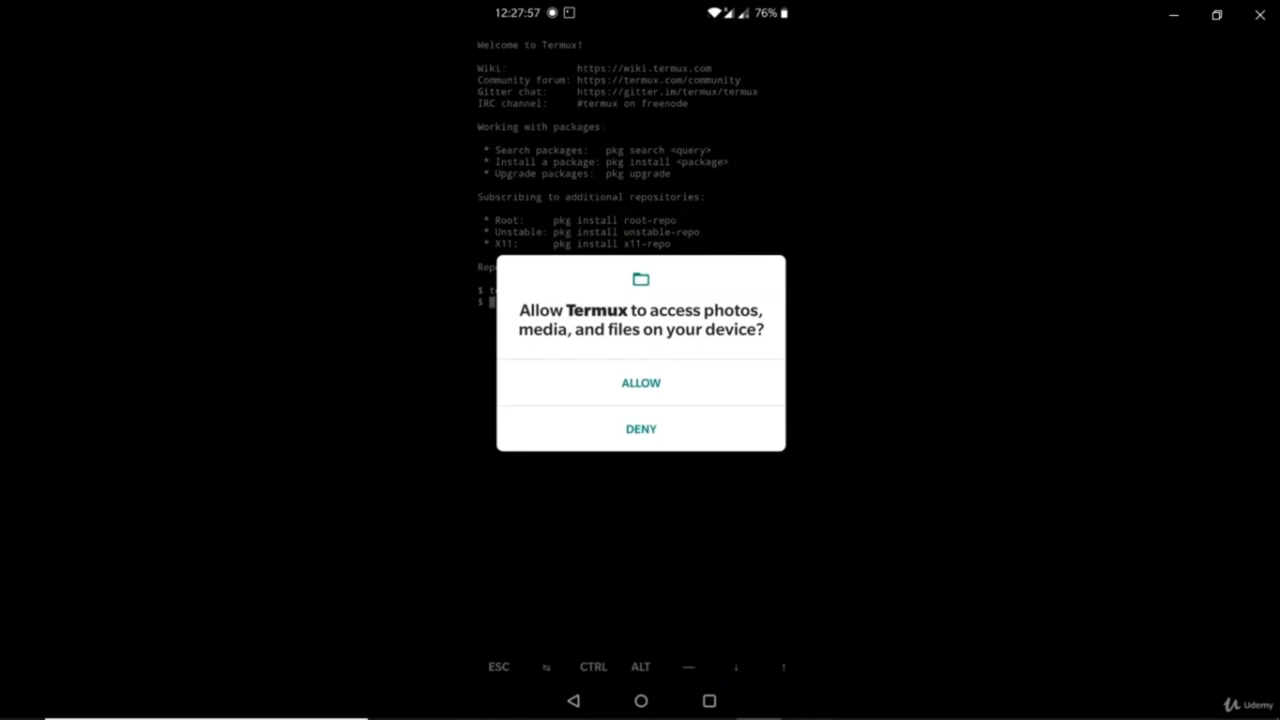 12:27:57
76%
Welcome to Termux!
Wiki: https://wiki.termux.com
Community forum: https://termux.com/community
Gitter chat: https://gitter.im/termux/termux
IRC channel: #termux on freenode
Working with packages:
* Search packages: pkg search <query>
* Install a package: pkg install <package>
* Upgrade packages: pkg upgrade
Subscribing to additional repositories:
* Root: pkg install root-repo
* Unstable: pkg install unstable-repo
* X11: pkg install x11-repo
$
$
Allow Termux to access photos,
media, and files on your device?
ALLOW
DENY
ESC ⇆ CTRL ALT — ↓ ↑
Udemy